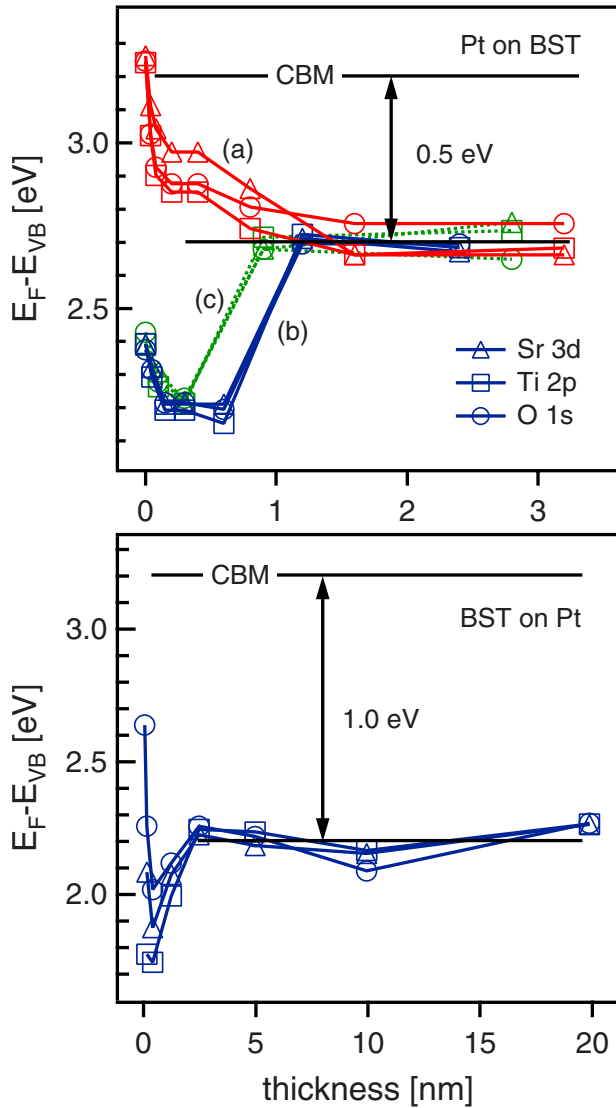 Pt on BST
CBM
(a)
3.0
0.5 eV
E_F-E_VB [eV]
(c)
(b)
2.5
Sr 3d
Ti 2p
O 1s
0 1 2 3
CBM
BST on Pt
3.0
1.0 eV
E_F-E_VB [eV]
2.5
2.0
0 5 10 15 20
thickness [nm]